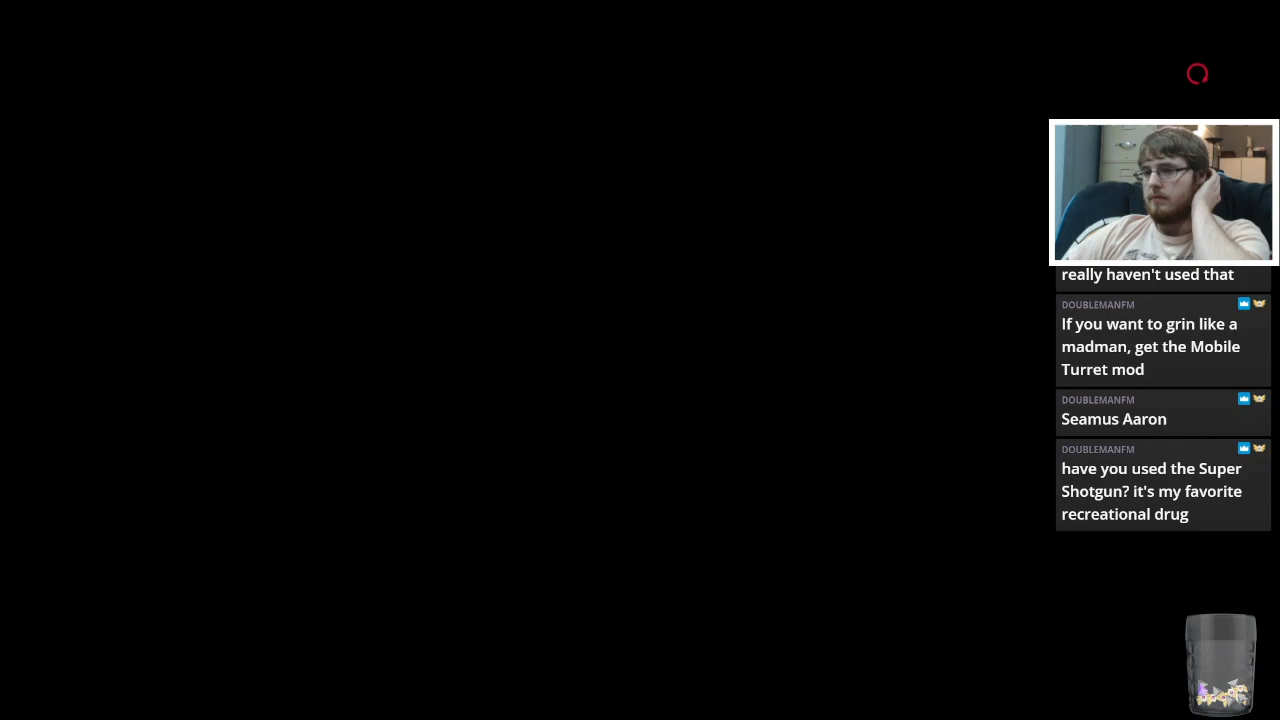 really haven't used that
DOUBLEMANFM
If you want to grin like a
madman, get the Mobile
Turret mod
DOUBLEMANFM
Seamus Aaron
DOUBLEMANFM
have you used the Super
Shotgun? it's my favorite
recreational drug